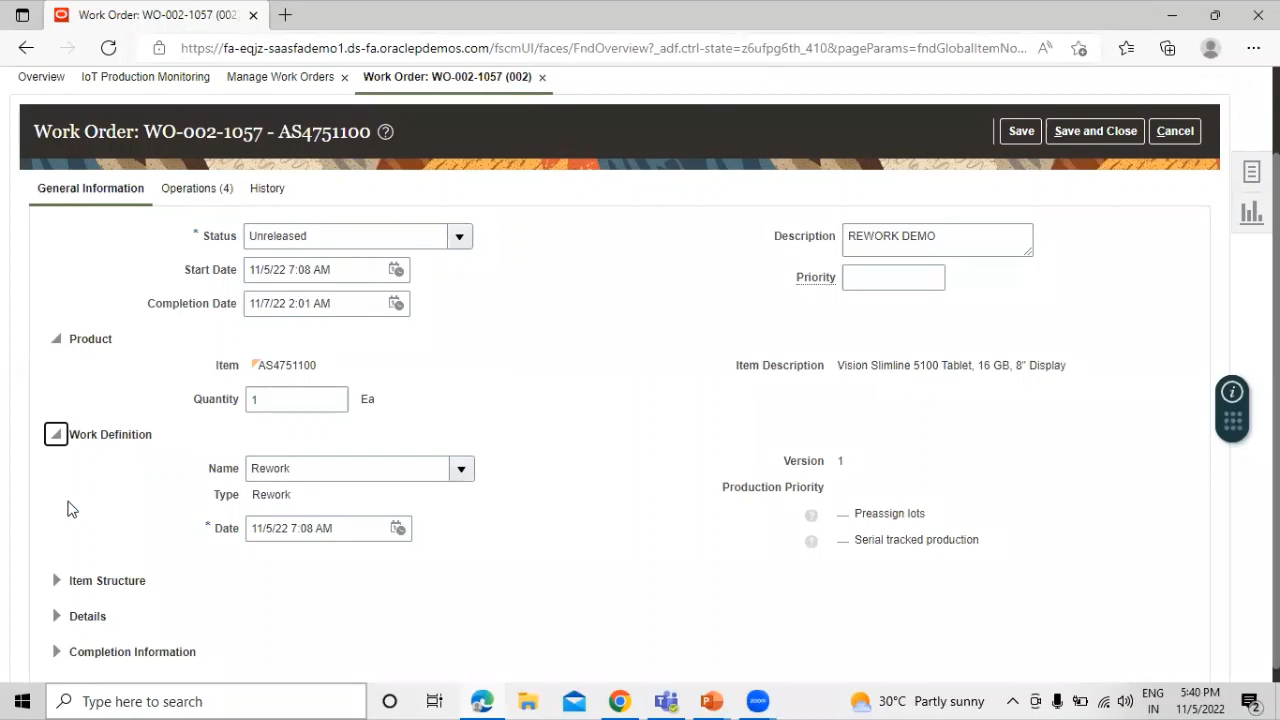 Work Order: WO-002-1057 (002
https://fa-eqjz-saasfademo1.ds-fa.oraclepdemos.com/fscmUI/faces/FndOverview?_adf.ctrl-state=z6ufpg6th_410&pageParams=fndGlobalItemNo...
Overview IoT Production Monitoring Manage Work Orders Work Order: WO-002-1057 (002)
Work Order: WO-002-1057 - AS4751100
Save Save and Close Cancel
General Information Operations (4) History
* Status Unreleased Description REWORK DEMO
Start Date 11/5/22 7:08 AM Priority
Completion Date 11/7/22 2:01 AM
Product
Item AS4751100 Item Description Vision Slimline 5100 Tablet, 16 GB, 8" Display
Quantity 1 Ea
Work Definition
Name Rework Version 1
Type Rework Production Priority
* Date 11/5/22 7:08 AM Preassign lots
Serial tracked production
Item Structure
Details
Completion Information
Type here to search 30°C Partly sunny ENG IN 5:40 PM 11/5/2022 2